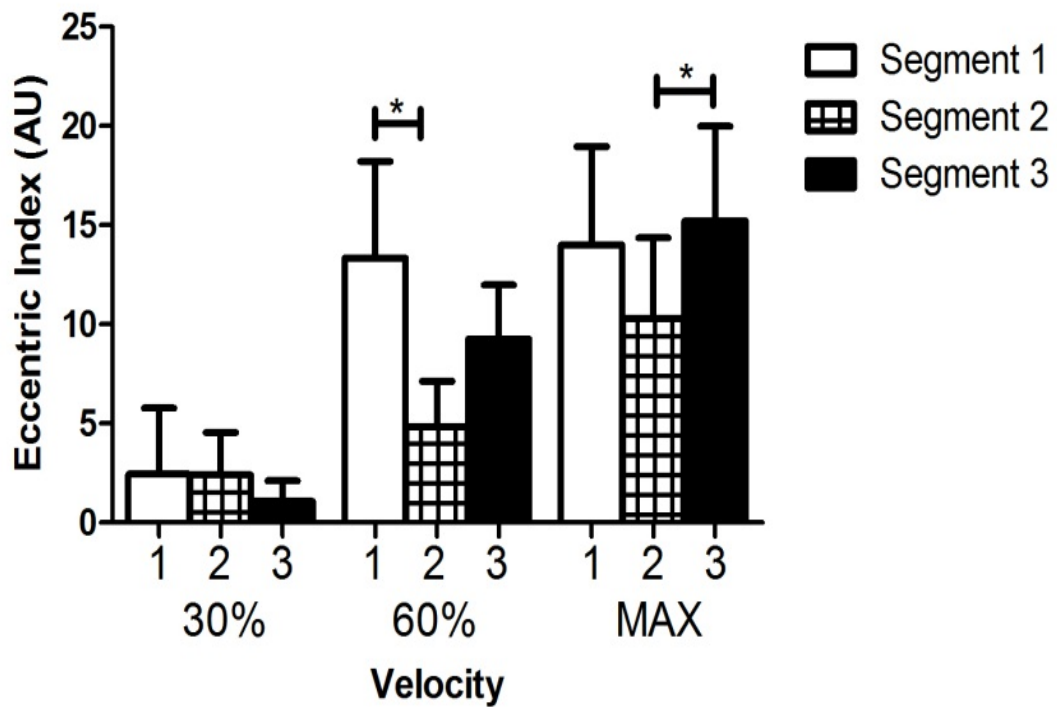 Eccentric Index (AU)
25
20
15
10
5
0
*
*
Segment 1
Segment 2
Segment 3
1 2 3 1 2 3 1 2 3
30% 60% MAX
Velocity